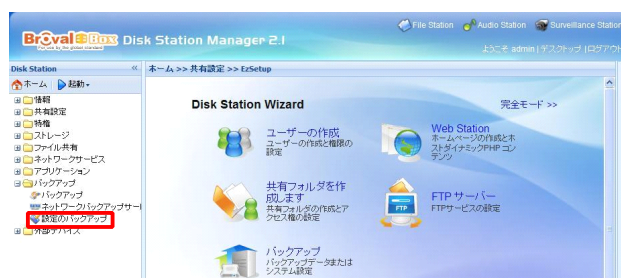 File Station Audio Station Surveillance Station
Broval Box Disk Station Manager 2.1
ようこそ admin | デスクトップ | ログアウ
Disk Station
ホーム
起動
情報
共有設定
特権
ストレージ
ファイル共有
ネットワークサービス
アプリケーション
バックアップ
バックアップ
ネットワークバックアップサー
設定のバックアップ
外部デバイス
ホーム >> 共有設定 >> EzSetup
Disk Station Wizard
完全モード >>
ユーザーの作成
ユーザーの作成と権限の
設定
Web Station
ホームページの作成とホ
ストダイナミックPHP コン
テンツ
共有フォルダを作
成します
共有フォルダの作成とア
クセス権の設定
FTP サーバー
FTPサービスの設定
バックアップ
バックアップデータまたは
システム設定